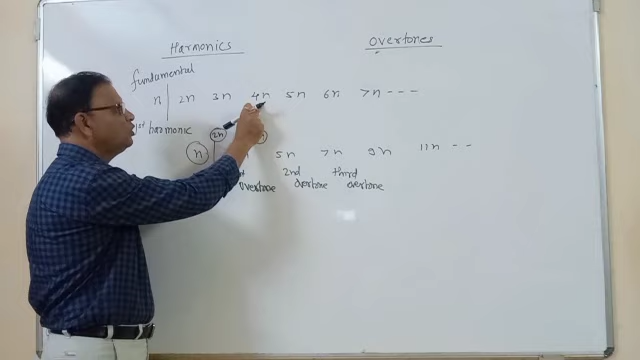 Harmonics Overtones
fundamental
n 2n 3n 4n 5n 6n 7n ---
1st harmonic
2n
n 5n 7n 9n 11n --
2nd third
overtone overtone overtone